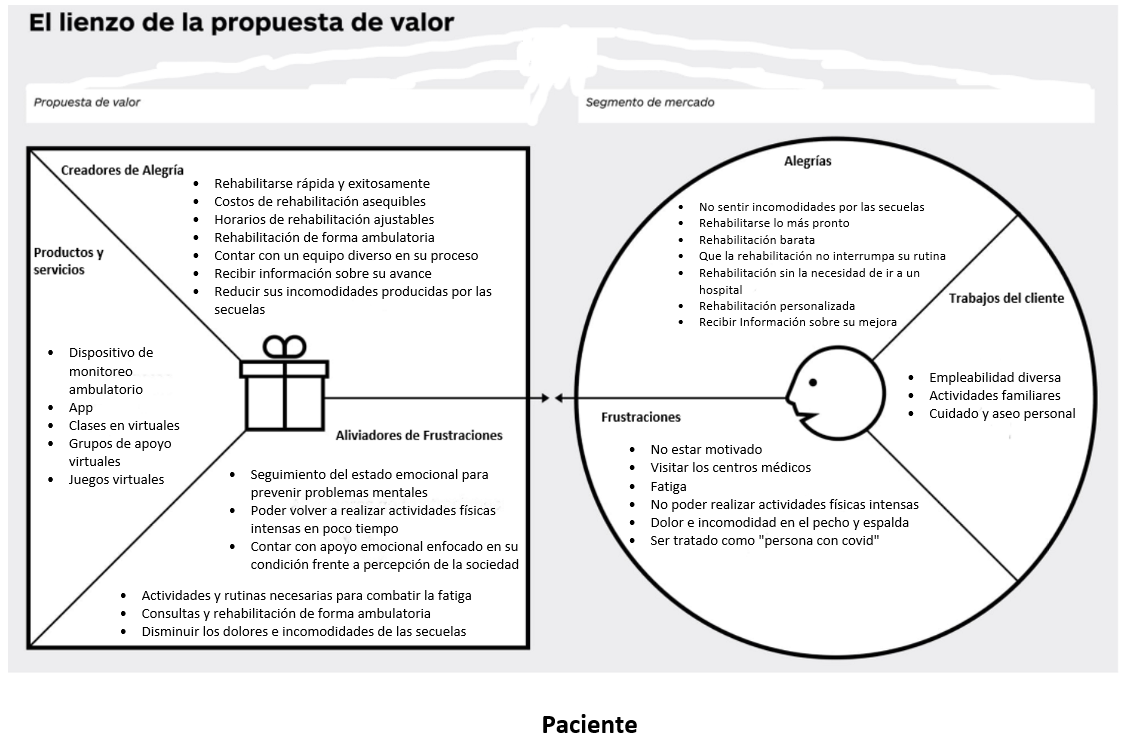 El lienzo de la propuesta de valor
Propuesta de valor
Segmento de mercado
Creadores de Alegría
• Rehabilitarse rápida y exitosamente
• Costos de rehabilitación asequibles
• Horarios de rehabilitación ajustables
• Rehabilitación de forma ambulatoria
• Contar con un equipo diverso en su proceso
• Recibir información sobre su avance
• Reducir sus incomodidades producidas por las
secuelas
Productos y
servicios
• Dispositivo de
monitoreo
ambulatorio
• App
• Clases en virtuales
• Grupos de apoyo
virtuales
• Juegos virtuales
Aliviadores de Frustraciones
• Seguimiento del estado emocional para
prevenir problemas mentales
• Poder volver a realizar actividades físicas
intensas en poco tiempo
• Contar con apoyo emocional enfocado en su
condición frente a percepción de la sociedad
• Actividades y rutinas necesarias para combatir la fatiga
• Consultas y rehabilitación de forma ambulatoria
• Disminuir los dolores e incomodidades de las secuelas
Alegrías
• No sentir incomodidades por las secuelas
• Rehabilitarse lo más pronto
• Rehabilitación barata
• Que la rehabilitación no interrumpa su rutina
• Rehabilitación sin la necesidad de ir a un
hospital
• Rehabilitación personalizada
• Recibir Información sobre su mejora
Trabajos del cliente
• Empleabilidad diversa
• Actividades familiares
• Cuidado y aseo personal
Frustraciones
• No estar motivado
• Visitar los centros médicos
• Fatiga
• No poder realizar actividades físicas intensas
• Dolor e incomodidad en el pecho y espalda
• Ser tratado como "persona con covid"
Paciente